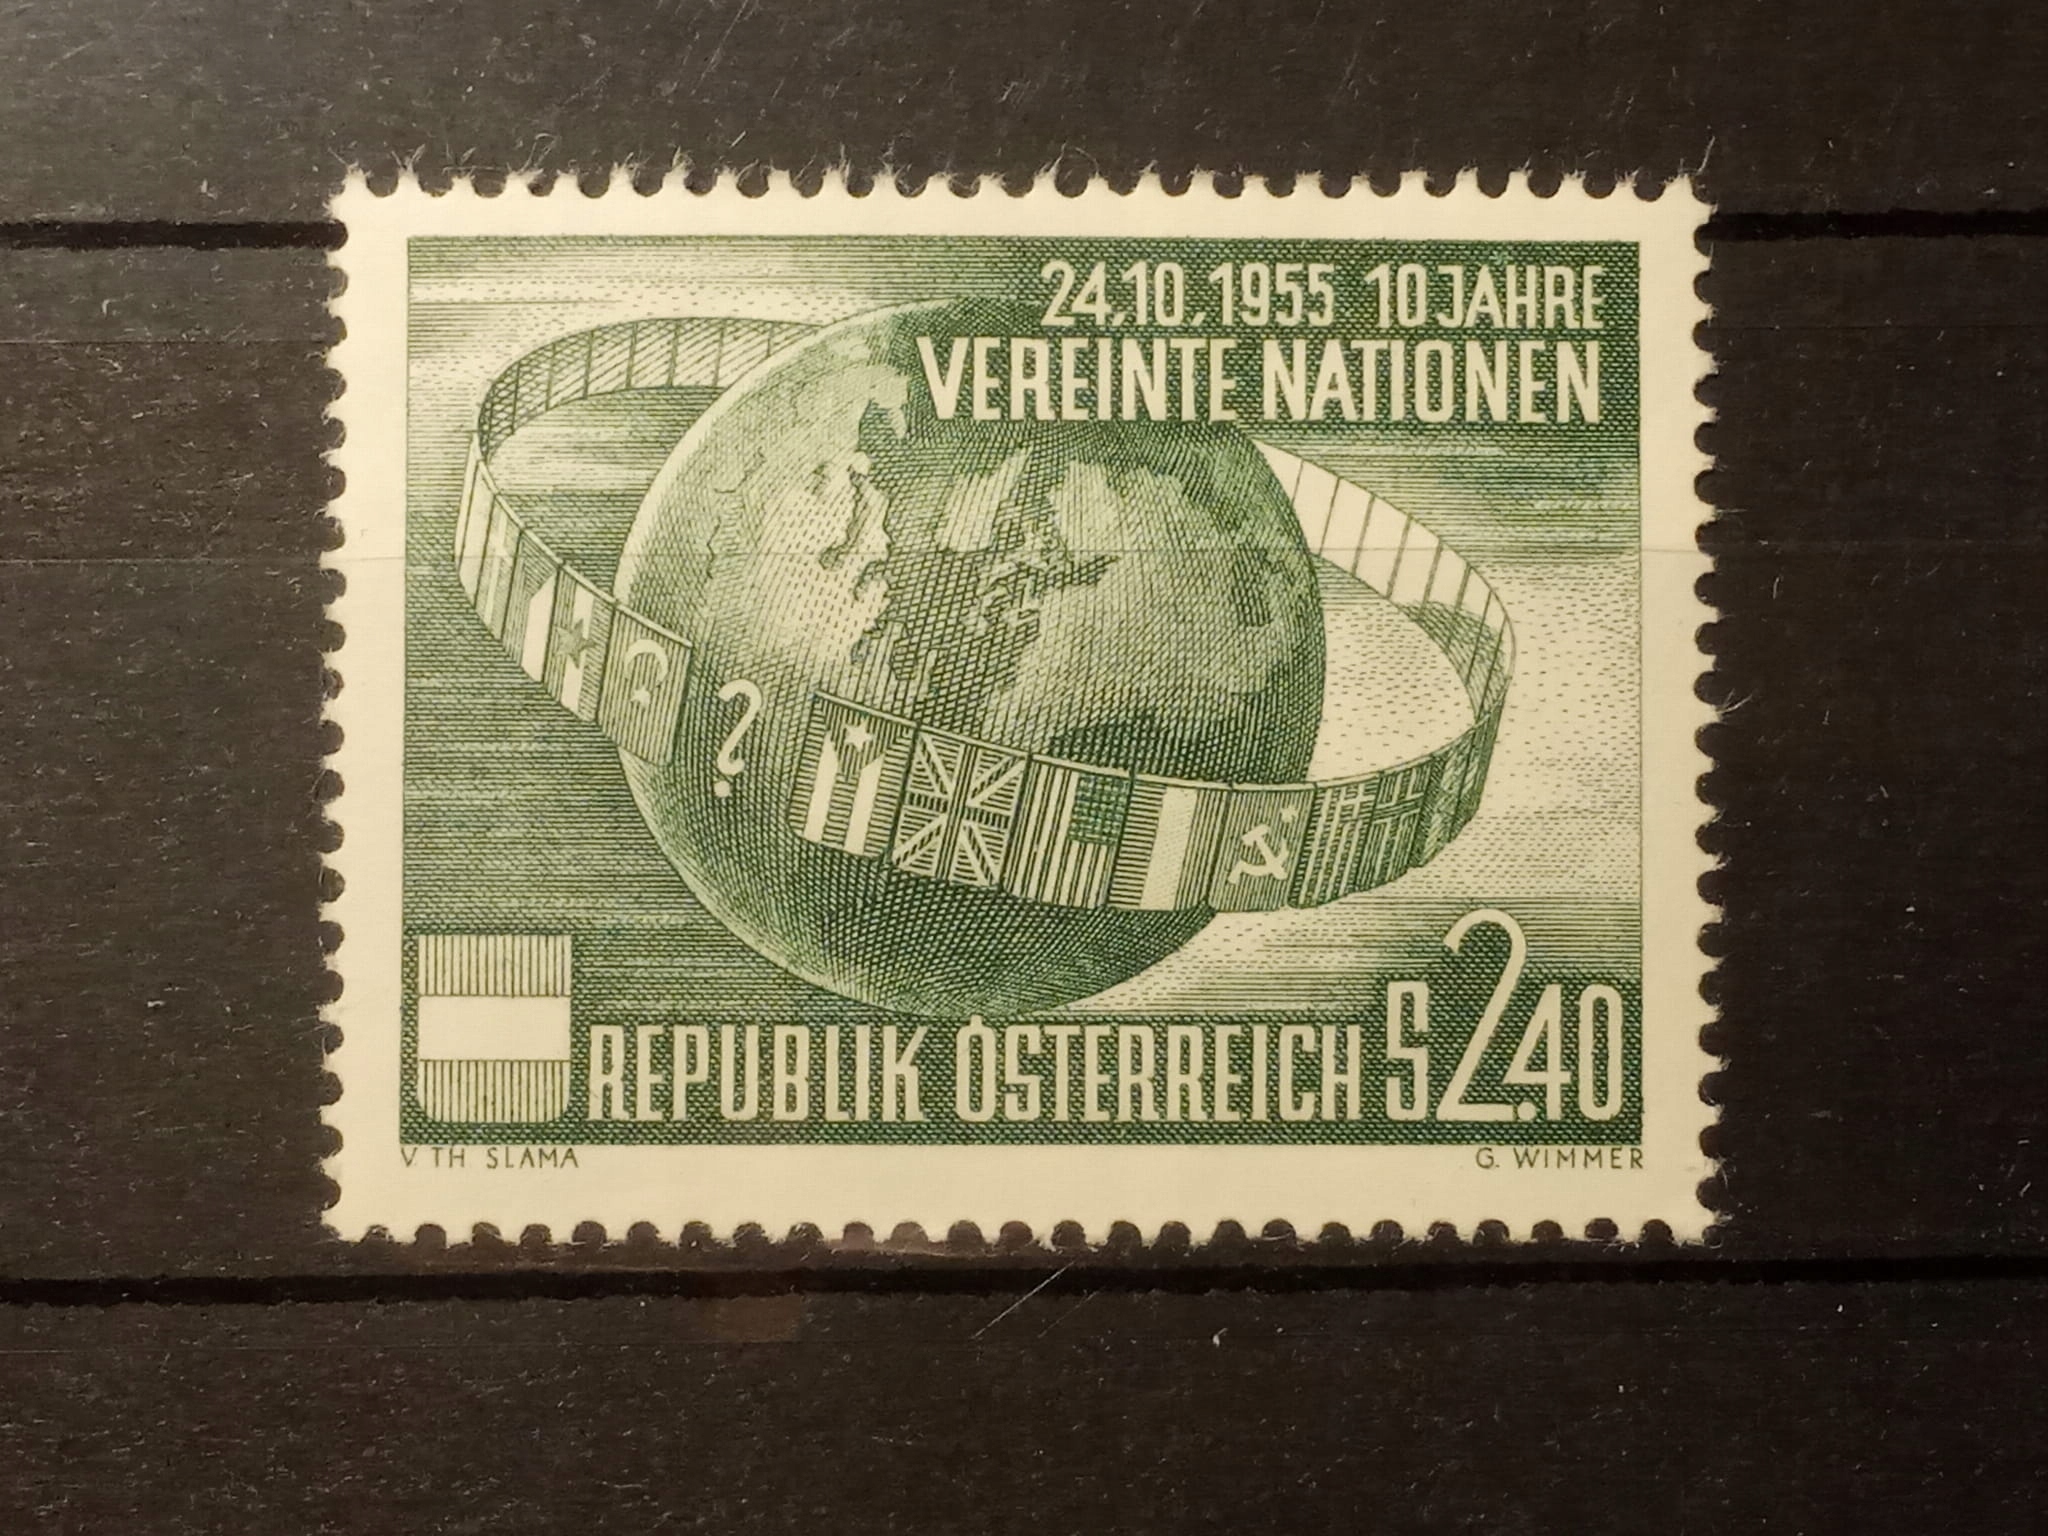 24.10.1955 10 JAHRE
VEREINTE NATIONEN
?
REPUBLIK ÖSTERREICH S2.40
V. TH SLAMA
G. WIMMER